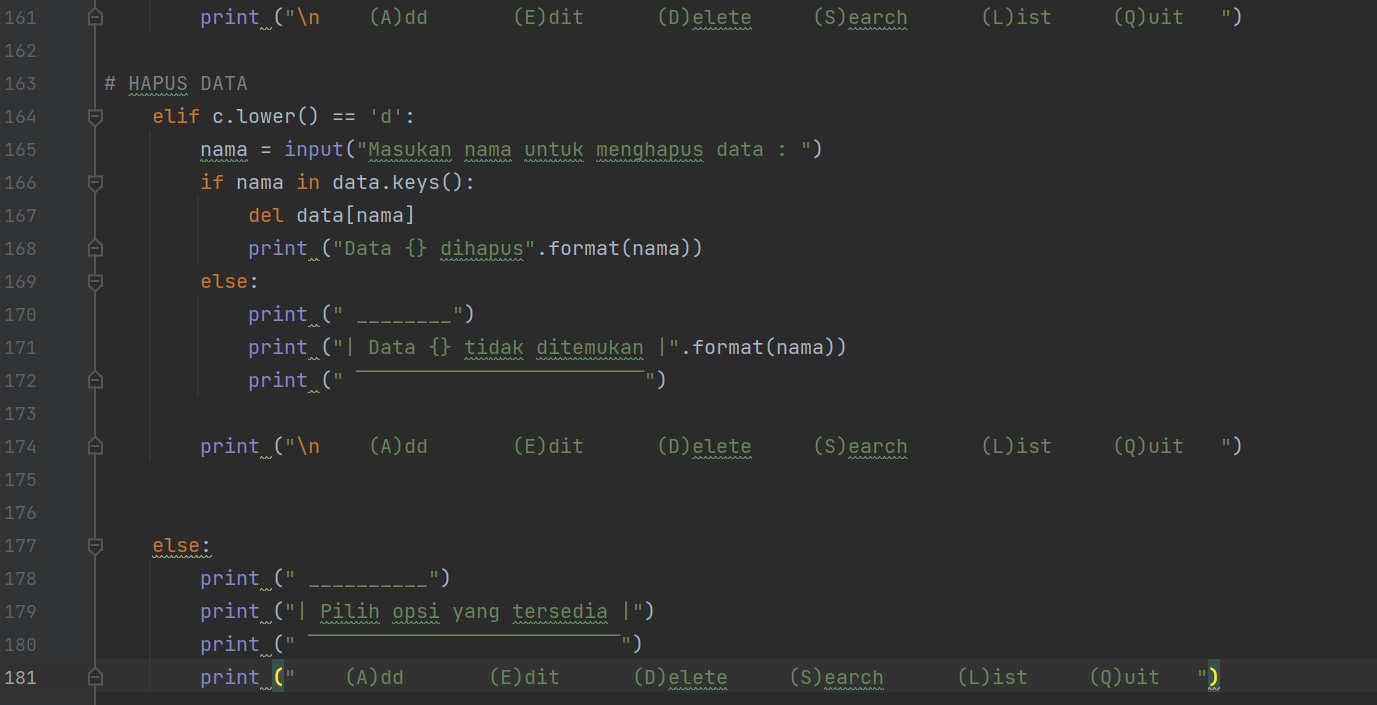 161 print ("\n    (A)dd       (E)dit      (D)elete     (S)earch      (L)ist     (Q)uit   ")
162
163 # HAPUS DATA
164     elif c.lower() == 'd':
165         nama = input("Masukan nama untuk menghapus data : ")
166         if nama in data.keys():
167             del data[nama]
168             print ("Data {} dihapus".format(nama))
169         else:
170             print (" ________")
171             print ("| Data {} tidak ditemukan |".format(nama))
172             print (" ‾‾‾‾‾‾‾‾‾‾‾‾‾‾‾‾‾‾‾‾‾‾‾‾")
173
174         print ("\n    (A)dd       (E)dit      (D)elete     (S)earch      (L)ist     (Q)uit   ")
175
176
177     else:
178         print (" __________")
179         print ("| Pilih opsi yang tersedia |")
180         print (" ‾‾‾‾‾‾‾‾‾‾‾‾‾‾‾‾‾‾‾‾‾‾‾‾‾‾")
181         print ("    (A)dd       (E)dit      (D)elete     (S)earch      (L)ist     (Q)uit   ")